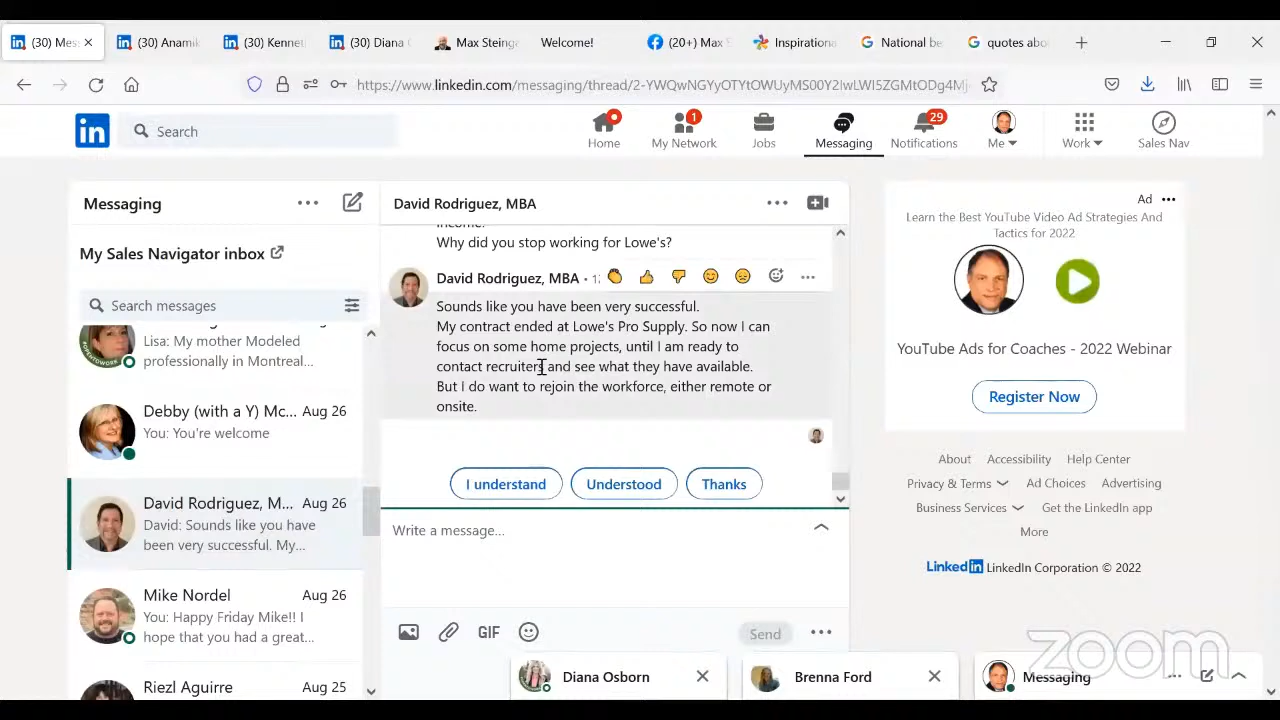 (30) Mes
(30) Anamik
(30) Kennet
(30) Diana
Max Steinge
Welcome!
(20+) Max S
Inspirationa
National be
quotes abo
https://www.linkedin.com/messaging/thread/
in
Search
Home
1
My Network
Jobs
Messaging
29
Notifications
Me
Work
Sales Nav
Messaging
My Sales Navigator inbox
Search messages
Lisa: My mother Modeled
professionally in Montreal...
Debby (with a Y) Mc... Aug 26
You: You're welcome
David Rodriguez, M... Aug 26
David: Sounds like you have
been very successful. My...
Mike Nordel Aug 26
You: Happy Friday Mike!! I
hope that you had a great...
Riezl Aguirre Aug 25
David Rodriguez, MBA
income.
Why did you stop working for Lowe's?
David Rodriguez, MBA • 1
Sounds like you have been very successful.
My contract ended at Lowe's Pro Supply. So now I can
focus on some home projects, until I am ready to
contact recruiters and see what they have available.
But I do want to rejoin the workforce, either remote or
onsite.
I understand Understood Thanks
Write a message...
GIF
Send
Ad
Learn the Best YouTube Video Ad Strategies And
Tactics for 2022
YouTube Ads for Coaches - 2022 Webinar
Register Now
About Accessibility Help Center
Privacy & Terms Ad Choices Advertising
Business Services Get the LinkedIn app
More
LinkedIn LinkedIn Corporation © 2022
Diana Osborn
Brenna Ford
Messaging
zoom